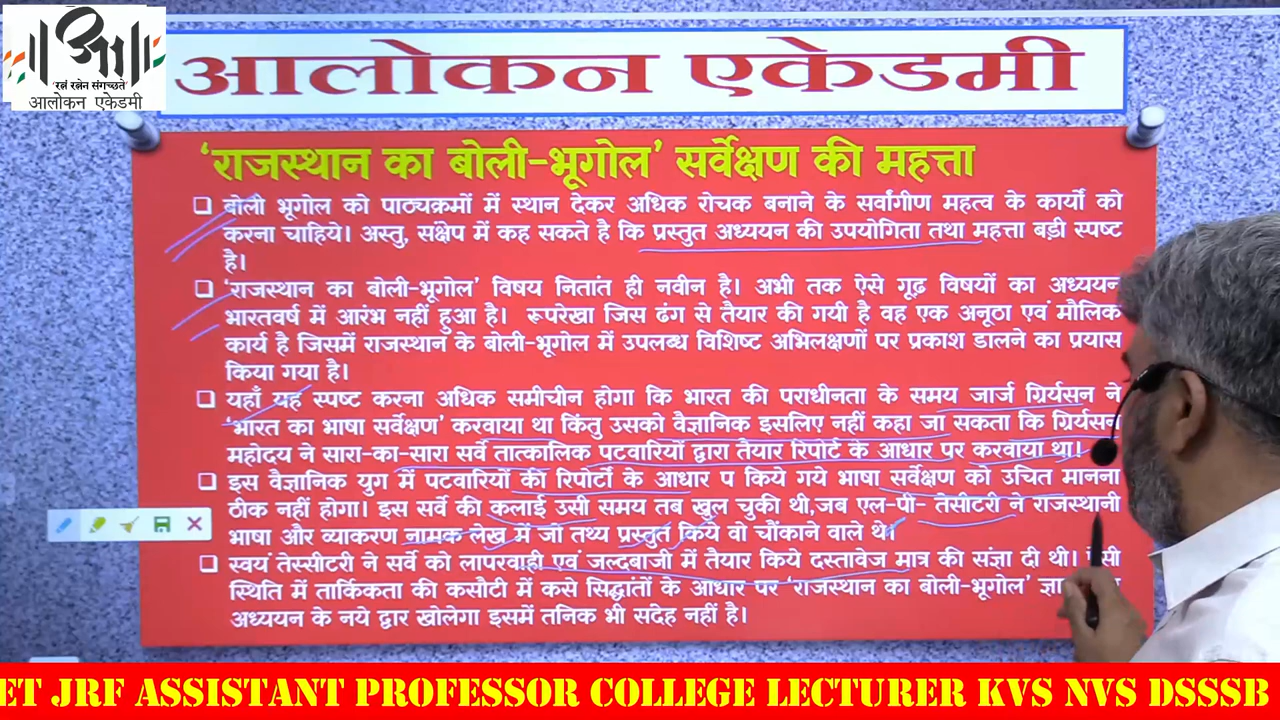 'रत्नं रत्नेन संगच्छते'
आलोकन एकेडमी
आलोकन एकेडमी
'राजस्थान का बोली-भूगोल' सर्वेक्षण की महत्ता
बोली भूगोल को पाठ्यक्रमों में स्थान देकर अधिक रोचक बनाने के सर्वांगीण महत्व के कार्यो को
करना चाहिये। अस्तु, संक्षेप में कह सकते है कि प्रस्तुत अध्ययन की उपयोगिता तथा महत्ता बड़ी स्पष्ट
है।
'राजस्थान का बोली-भूगोल' विषय नितांत ही नवीन है। अभी तक ऐसे गूढ़ विषयों का अध्ययन
भारतवर्ष में आरंभ नहीं हुआ है। रूपरेखा जिस ढंग से तैयार की गयी है वह एक अनूठा एवं मौलिक
कार्य है जिसमें राजस्थान के बोली-भूगोल में उपलब्ध विशिष्ट अभिलक्षणों पर प्रकाश डालने का प्रयास
किया गया है।
यहाँ यह स्पष्ट करना अधिक समीचीन होगा कि भारत की पराधीनता के समय जार्ज ग्रिर्यसन ने
'भारत का भाषा सर्वेक्षण' करवाया था किंतु उसको वैज्ञानिक इसलिए नहीं कहा जा सकता कि ग्रिर्यसन
महोदय ने सारा-का-सारा सर्वे तात्कालिक पटवारियों द्वारा तैयार रिपोर्ट के आधार पर करवाया था।
इस वैज्ञानिक युग में पटवारियों की रिपोर्टो के आधार प किये गये भाषा सर्वेक्षण को उचित मानना
ठीक नहीं होगा। इस सर्वे की कलाई उसी समय तब खुल चुकी थी,जब एल-पी- तेसीटरी ने राजस्थानी
भाषा और व्याकरण नामक लेख में जो तथ्य प्रस्तुत किये वो चौंकाने वाले थे।
स्वयं तेस्सीटरी ने सर्वे को लापरवाही एवं जल्दबाजी में तैयार किये दस्तावेज मात्र की संज्ञा दी थी।
स्थिति में तार्किकता की कसौटी में कसे सिद्धांतों के आधार पर 'राजस्थान का बोली-भूगोल'
अध्ययन के नये द्वार खोलेगा इसमें तनिक भी सदेह नहीं है।
ET JRF ASSISTANT PROFESSOR COLLEGE LECTURER KVS NVS DSSSB